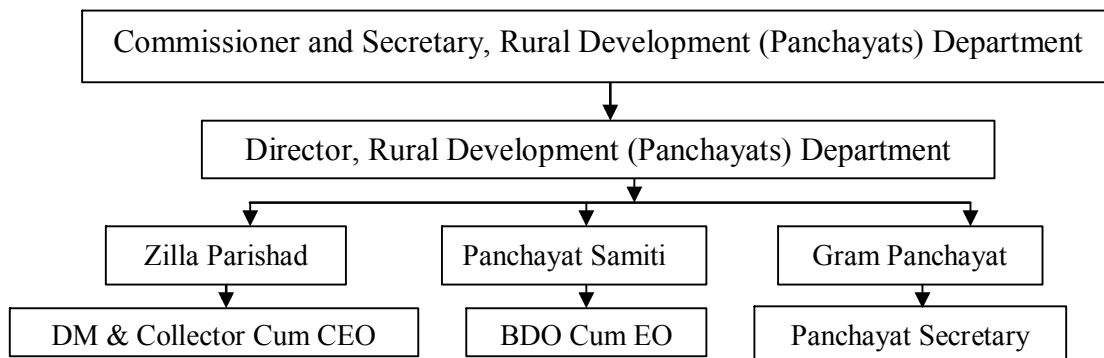 Commissioner and Secretary, Rural Development (Panchayats) Department
Director, Rural Development (Panchayats) Department
Zilla Parishad
Panchayat Samiti
Gram Panchayat
DM & Collector Cum CEO
BDO Cum EO
Panchayat Secretary